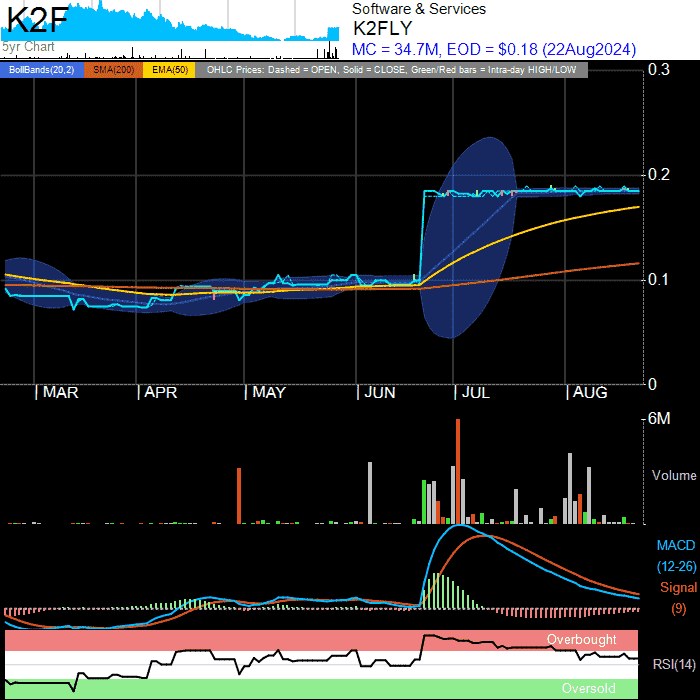 K2F
5yr Chart
Software & Services
K2FLY
MC = 34.7M, EOD = $0.18 (22Aug2024)
BollBands(20,2) SMA(200) EMA(50) OHLC Prices: Dashed = OPEN, Solid = CLOSE, Green/Red bars = Intra-day HIGH/LOW
0.3
0.2
0.1
0
| MAR | APR | MAY | JUN | JUL | AUG
6M
Volume
MACD
(12-26)
Signal
(9)
Overbought
RSI(14)
Oversold